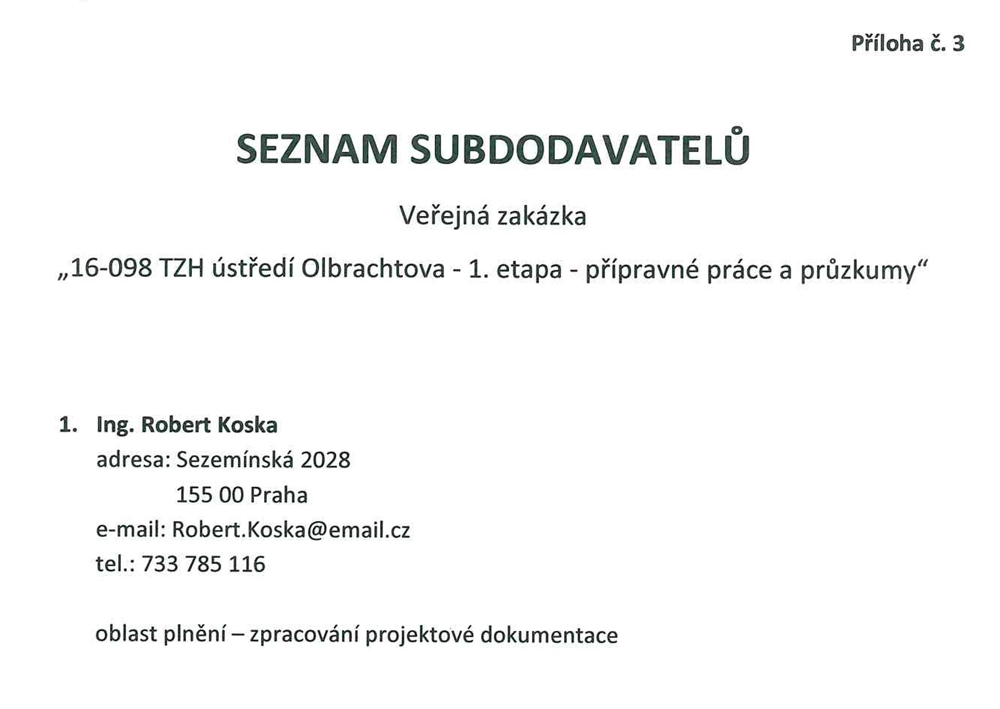 Příloha č. 3
SEZNAM SUBDODAVATELŮ
Veřejná zakázka
„16-098 TZH ústředí Olbrachtova - 1. etapa - přípravné práce a průzkumy“
1. Ing. Robert Koska
adresa: Sezemínská 2028
155 00 Praha
e-mail: Robert.Koska@email.cz
tel.: 733 785 116
oblast plnění – zpracování projektové dokumentace